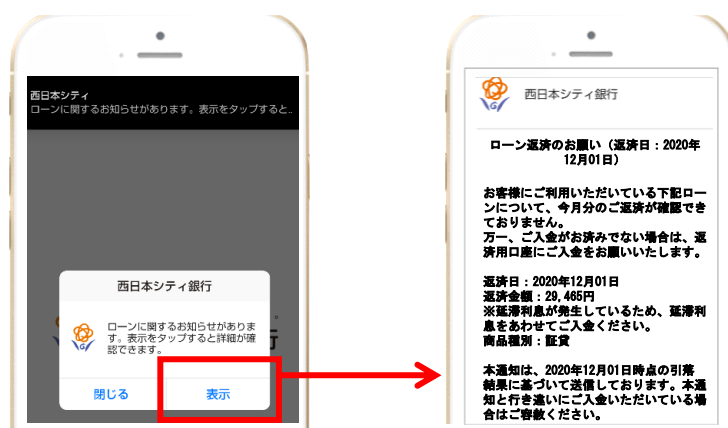 西日本シティ
ローンに関するお知らせがあります。表示をタップすると..
西日本シティ銀行
ローンに関するお知らせがありま
す。表示をタップすると詳細が確
認できます。
閉じる
表示
西日本シティ銀行
ローン返済のお願い（返済日：2020年
12月01日）
お客様にご利用いただいている下記ロー
ンについて、今月分のご返済が確認でき
ておりません。
万一、ご入金がお済みでない場合は、返
済用口座にご入金をお願いいたします。
返済日：2020年12月01日
返済金額：29,465円
※延滞利息が発生しているため、延滞利
息をあわせてご入金ください。
商品種別：証貸
本通知は、2020年12月01日時点の引落
結果に基づいて送信しております。本通
知と行き違いにご入金いただいている場
合はご容赦ください。